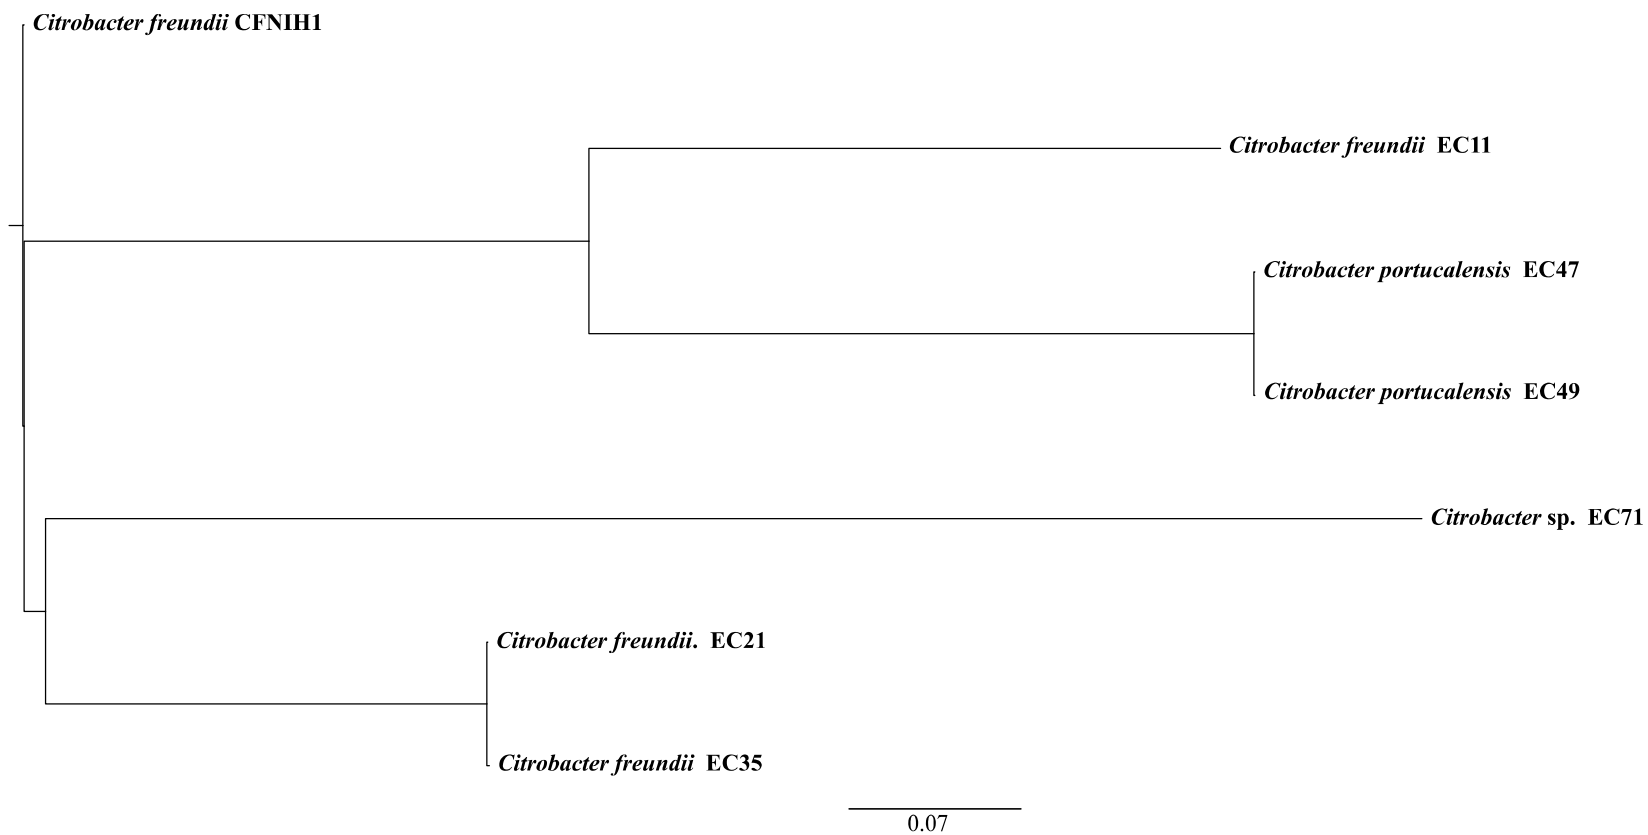 Citrobacter freundii CFNIH1
Citrobacter freundii EC11
Citrobacter portucalensis EC47
Citrobacter portucalensis EC49
Citrobacter sp. EC71
Citrobacter freundii. EC21
Citrobacter freundii EC35
0.07